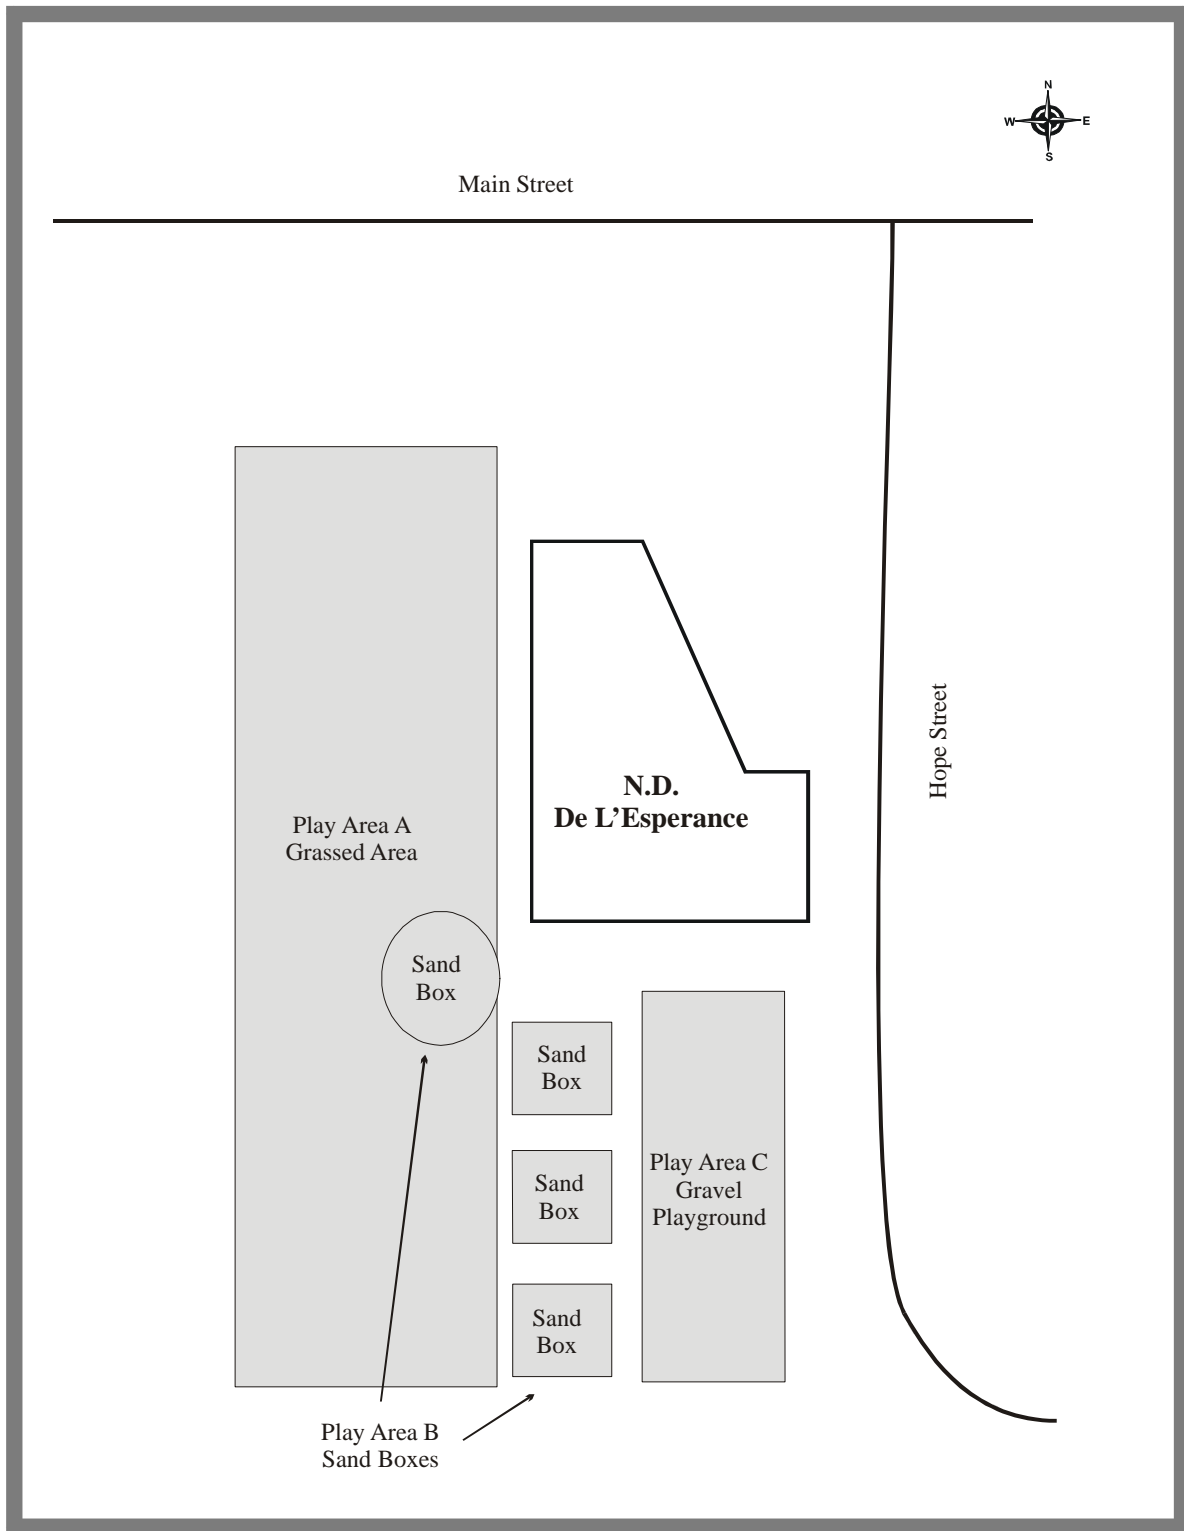 N
W
E
S
Main Street
Hope Street
N.D.
De L’Esperance
Play Area A
Grassed Area
Sand
Box
Sand
Box
Sand
Box
Sand
Box
Play Area C
Gravel
Playground
Play Area B
Sand Boxes